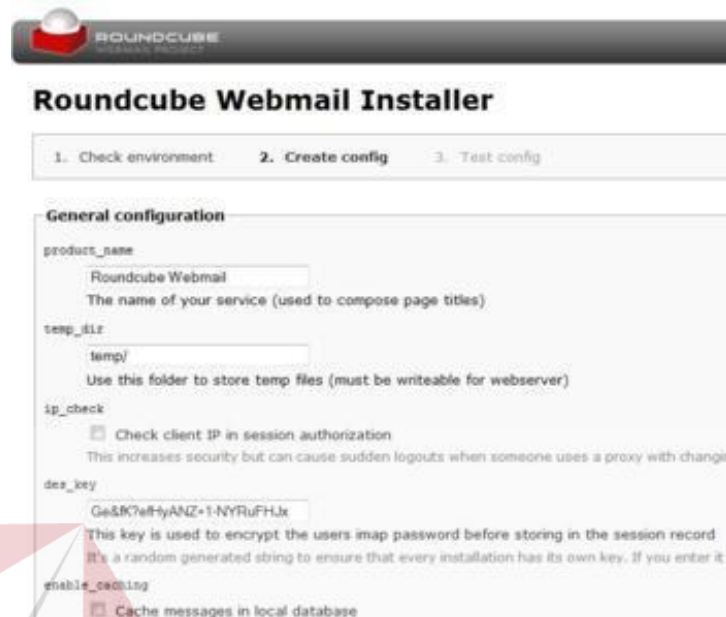 ROUNDCUBE
WEBMAIL PROJECT
Roundcube Webmail Installer
1. Check environment 2. Create config 3. Test config
General configuration
product_name
Roundcube Webmail
The name of your service (used to compose page titles)
temp_dir
temp/
Use this folder to store temp files (must be writeable for webserver)
ip_check
Check client IP in session authorization
This increases security but can cause sudden logouts when someone uses a proxy with changi
des_key
This key is used to encrypt the users imap password before storing in the session record
It's a random generated string to ensure that every installation has its own key. If you enter it
enable_caching
Cache messages in local database